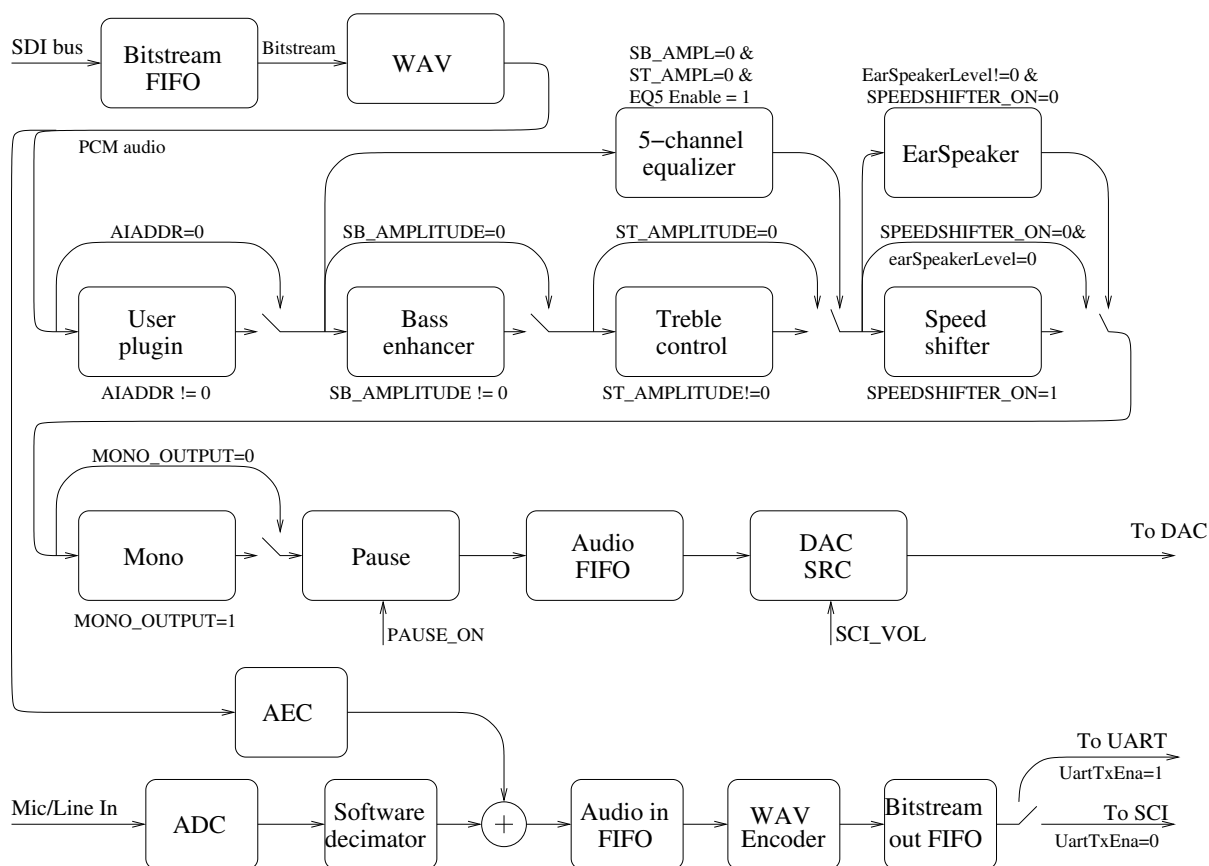 SDI bus
Bitstream
FIFO
Bitstream
WAV
SB_AMPL=0 &
ST_AMPL=0 &
EQ5 Enable = 1
EarSpeakerLevel!=0 &
SPEEDSHIFTER_ON=0
PCM audio
5−channel
equalizer
EarSpeaker
AIADDR=0
SB_AMPLITUDE=0
ST_AMPLITUDE=0
SPEEDSHIFTER_ON=0&
earSpeakerLevel=0
User
plugin
Bass
enhancer
Treble
control
Speed
shifter
AIADDR != 0
SB_AMPLITUDE != 0
ST_AMPLITUDE!=0
SPEEDSHIFTER_ON=1
MONO_OUTPUT=0
Mono
Pause
Audio
FIFO
DAC
SRC
To DAC
MONO_OUTPUT=1
PAUSE_ON
SCI_VOL
AEC
To UART
UartTxEna=1
Mic/Line In
ADC
Software
decimator
+
Audio in
FIFO
WAV
Encoder
Bitstream
out FIFO
To SCI
UartTxEna=0